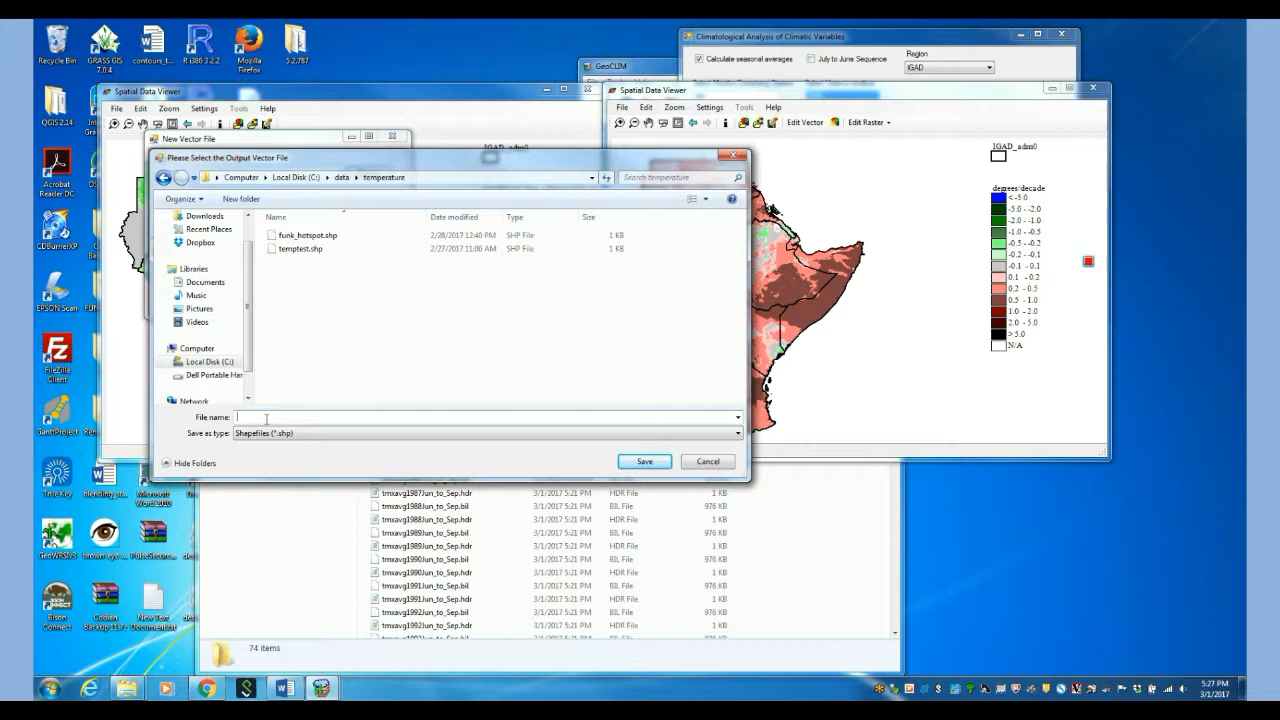 Recycle Bin
GRASS GIS 7.0.4
contours_t...
R i386 3.2.2
Mozilla Firefox
5.2.787
QGIS 2.14
Acrobat Reader DC
CDBurnerXP
EPSON Scan
FileZilla Client
GanttProject
True Key
blending_st...
Microsoft Word 2010
GeoWRSIv3
brown-eye-...
PulseSecure...
Bison Connect
Cobian Backup 11...
New Text Document.txt
Climatological Analysis of Climatic Variables
Calculate seasonal averages
July to June Sequence
Region
IGAD
GeoCLIM
Spatial Data Viewer
File Edit Zoom Settings Tools Help
Spatial Data Viewer
File Edit Zoom Settings Tools Help
Edit Vector
Edit Raster
New Vector File
IGAD_adm0
Please Select the Output Vector File
Computer Local Disk (C:) data temperature
Search temperature
Organize New folder
Downloads
Recent Places
Dropbox
Libraries
Documents
Music
Pictures
Videos
Computer
Local Disk (C:)
Dell Portable Har
Network
Name Date modified Type Size
funk_hotspot.shp 2/28/2017 12:40 PM SHP File 1 KB
temptest.shp 2/27/2017 11:06 AM SHP File 1 KB
File name:
Save as type: Shapefiles (*.shp)
Hide Folders
Save
Cancel
IGAD_adm0
degrees/decade
< -5.0
-5.0 - -2.0
-2.0 - -1.0
-1.0 - -0.5
-0.5 - -0.2
-0.2 - -0.1
-0.1 - 0.1
0.1 - 0.2
0.2 - 0.5
0.5 - 1.0
1.0 - 2.0
2.0 - 5.0
> 5.0
N/A
tmxavg1987Jun_to_Sep.hdr 3/1/2017 5:21 PM HDR File 1 KB
tmxavg1988Jun_to_Sep.bil 3/1/2017 5:21 PM BIL File 976 KB
tmxavg1988Jun_to_Sep.hdr 3/1/2017 5:21 PM HDR File 1 KB
tmxavg1989Jun_to_Sep.bil 3/1/2017 5:21 PM BIL File 976 KB
tmxavg1989Jun_to_Sep.hdr 3/1/2017 5:21 PM HDR File 1 KB
tmxavg1990Jun_to_Sep.bil 3/1/2017 5:21 PM BIL File 976 KB
tmxavg1990Jun_to_Sep.hdr 3/1/2017 5:21 PM HDR File 1 KB
tmxavg1991Jun_to_Sep.bil 3/1/2017 5:21 PM BIL File 976 KB
tmxavg1991Jun_to_Sep.hdr 3/1/2017 5:21 PM HDR File 1 KB
tmxavg1992Jun_to_Sep.bil 3/1/2017 5:21 PM BIL File 976 KB
tmxavg1992Jun_to_Sep.hdr 3/1/2017 5:21 PM HDR File 1 KB
74 items
5:27 PM
3/1/2017